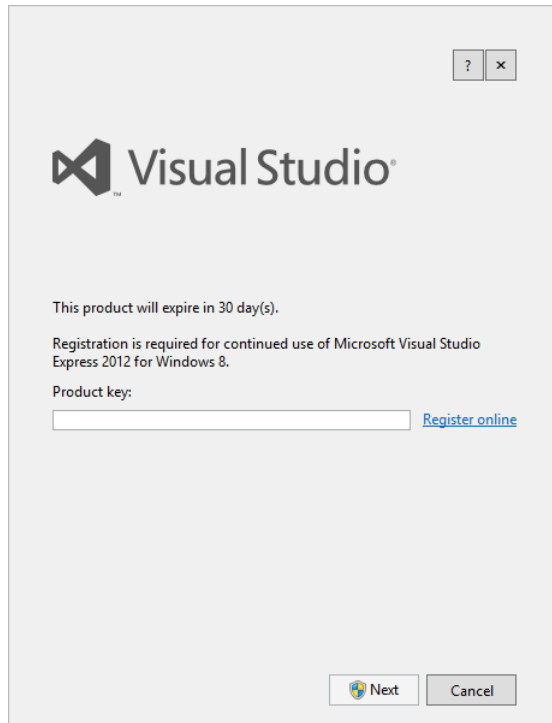 ? ×
Visual Studio®
™
This product will expire in 30 day(s).
Registration is required for continued use of Microsoft Visual Studio
Express 2012 for Windows 8.
Product key:
Register online
Next Cancel